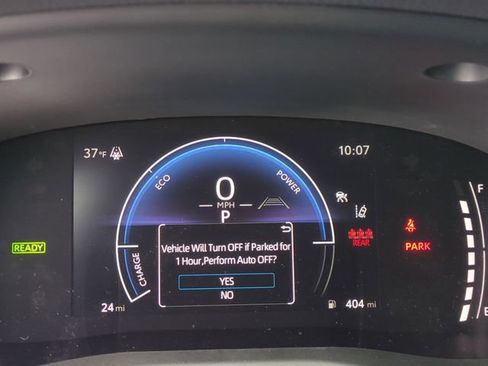 37°F
10:07
ECO
POWER
0
MPH
P
F
READY
CHARGE
REAR
PARK
Vehicle Will Turn OFF if Parked for
1 Hour,Perform Auto OFF?
YES
NO
24 mi
404 mi
E